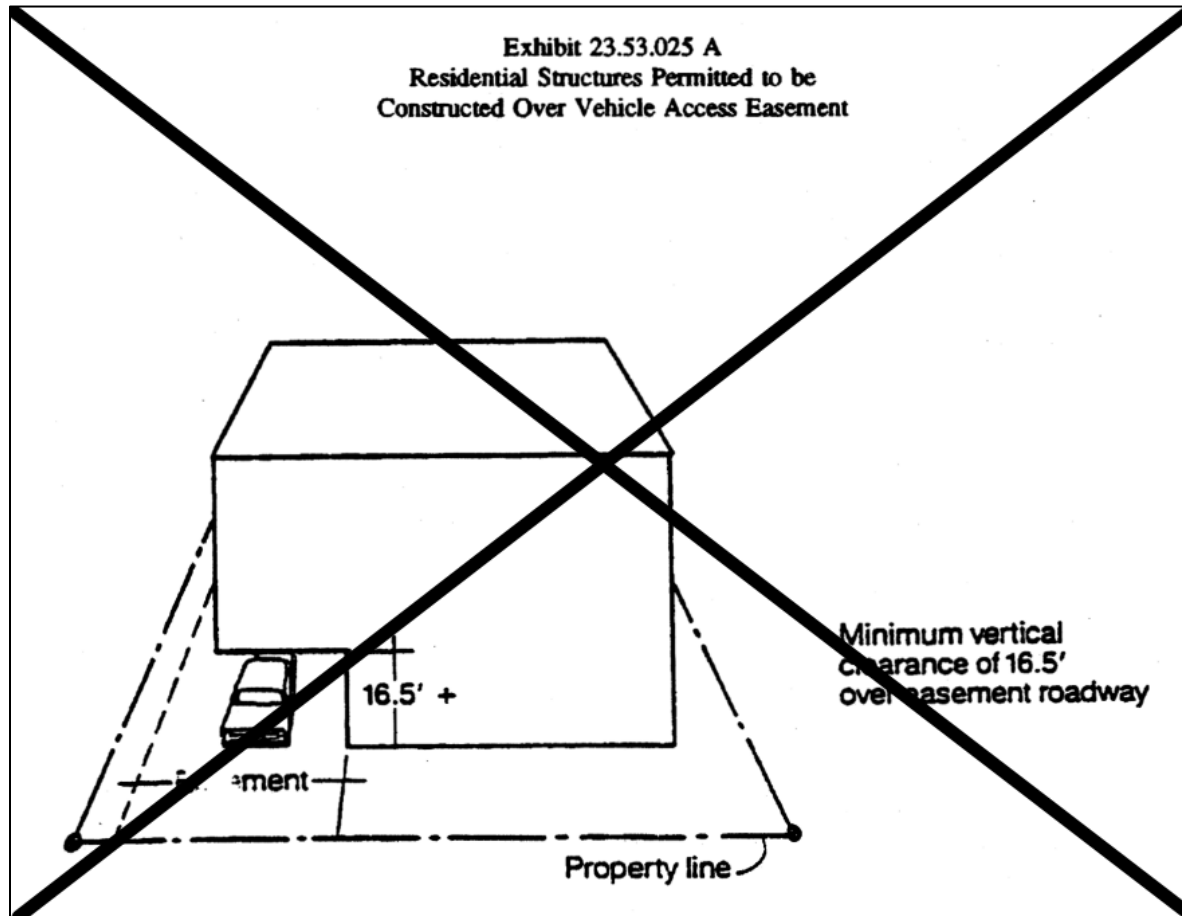 Exhibit 23.53.025 A
Residential Structures Permitted to be
Constructed Over Vehicle Access Easement
Minimum vertical
clearance of 16.5'
over easement roadway
16.5' +
Property line